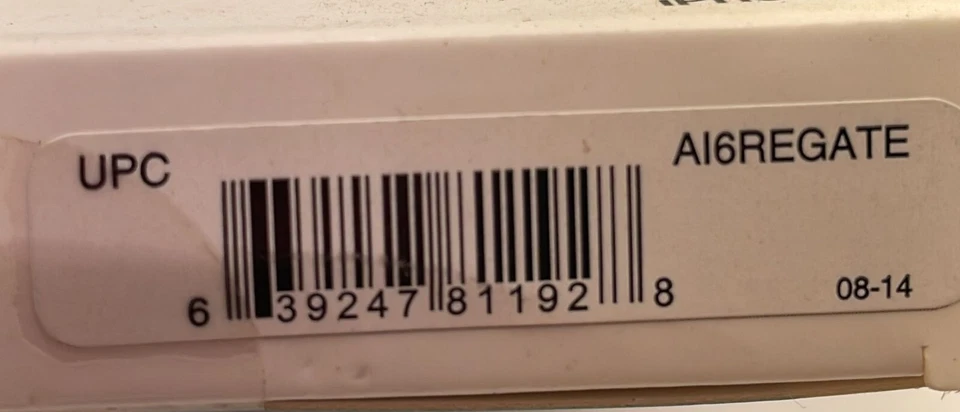 UPC
AI6REGATE
6 39247 81192 8
08-14